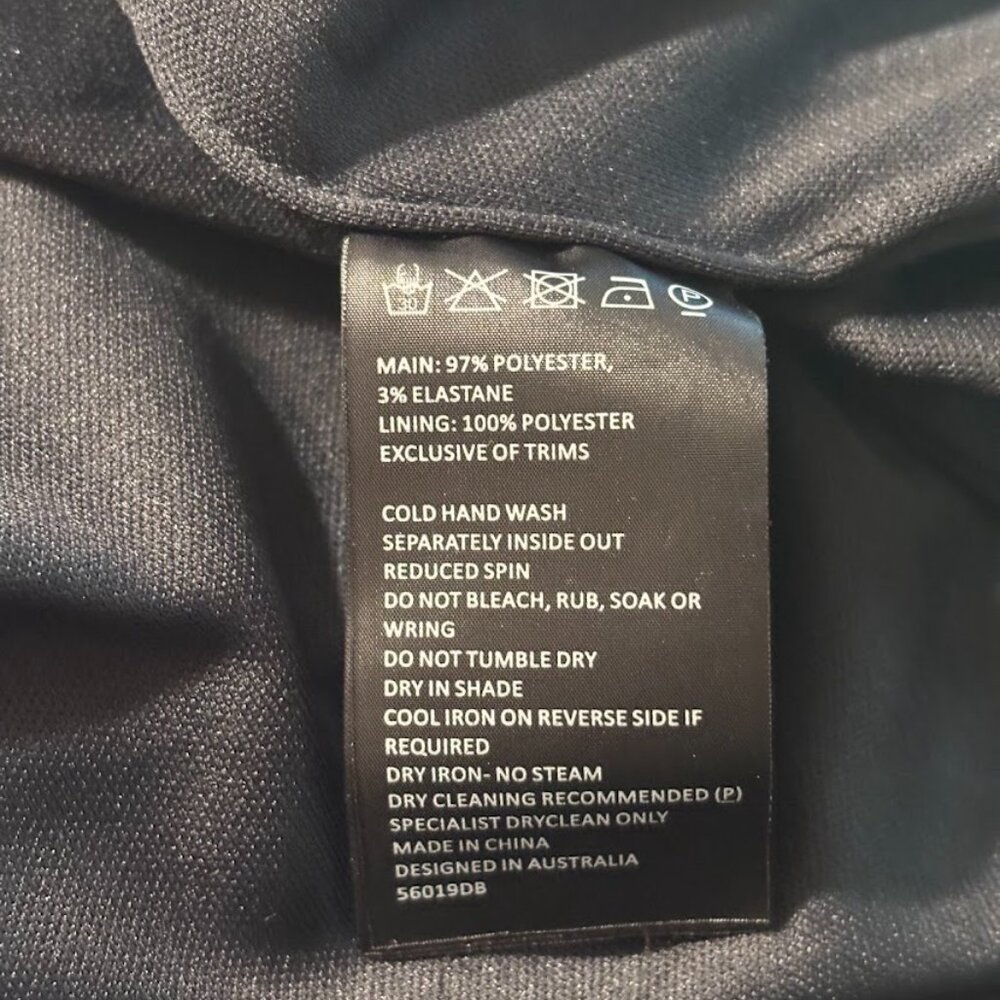 30
P
MAIN: 97% POLYESTER,
3% ELASTANE
LINING: 100% POLYESTER
EXCLUSIVE OF TRIMS
COLD HAND WASH
SEPARATELY INSIDE OUT
REDUCED SPIN
DO NOT BLEACH, RUB, SOAK OR
WRING
DO NOT TUMBLE DRY
DRY IN SHADE
COOL IRON ON REVERSE SIDE IF
REQUIRED
DRY IRON- NO STEAM
DRY CLEANING RECOMMENDED (P)
SPECIALIST DRYCLEAN ONLY
MADE IN CHINA
DESIGNED IN AUSTRALIA
56019DB